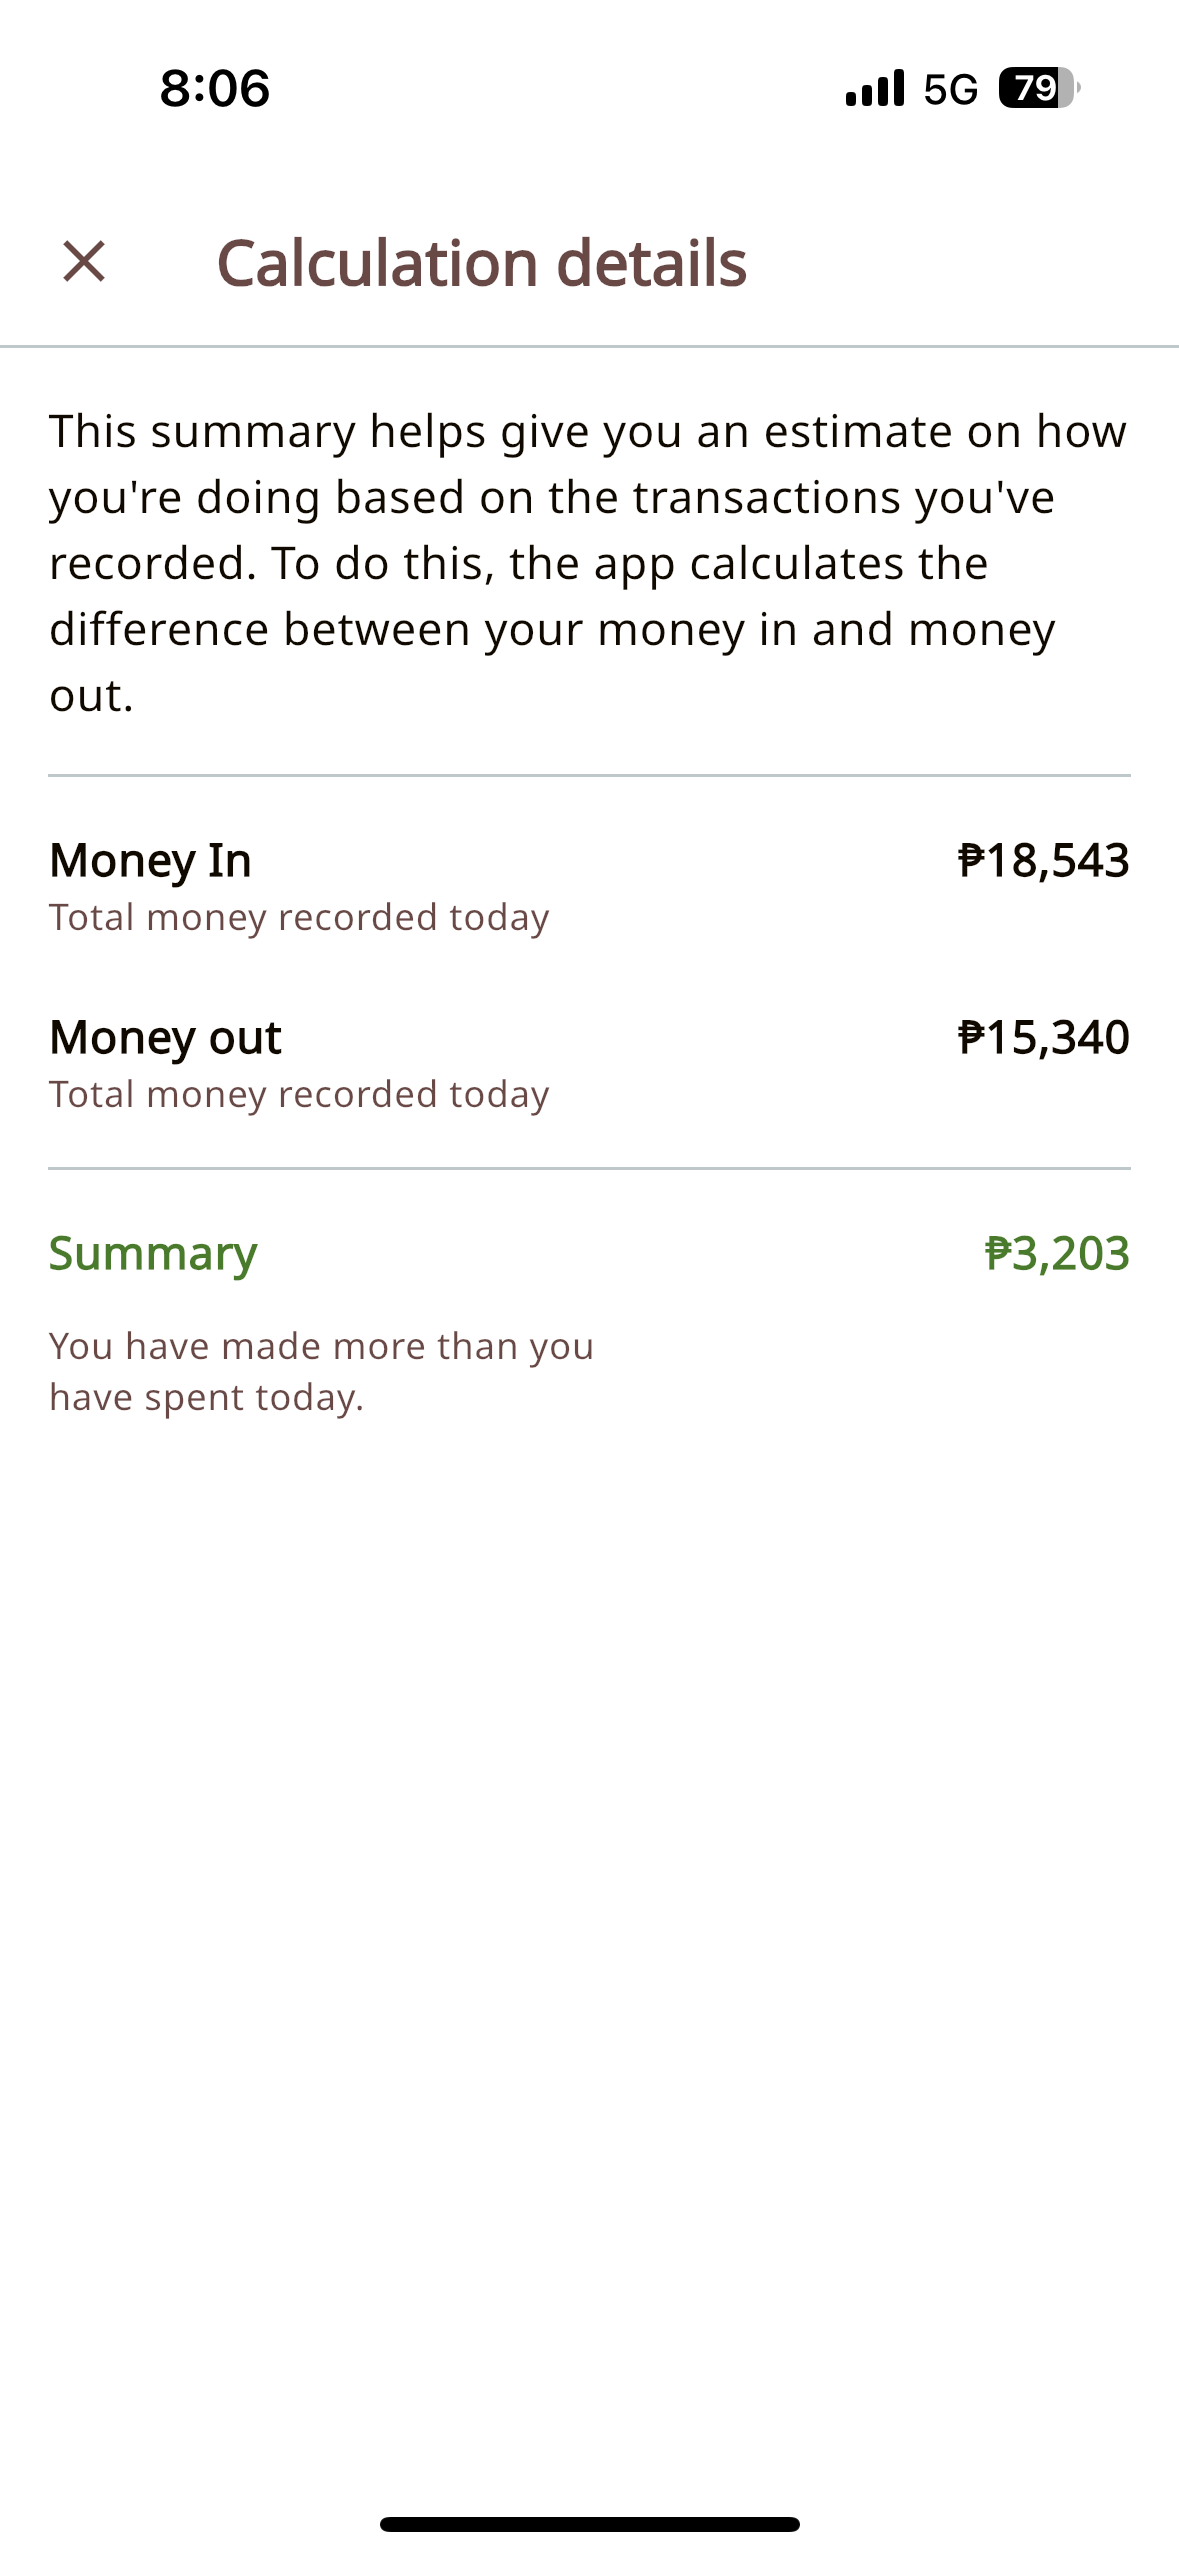 8:06
5G 79
Calculation details
This summary helps give you an estimate on how
you're doing based on the transactions you've
recorded. To do this, the app calculates the
difference between your money in and money
out.
Money In ₱18,543
Total money recorded today
Money out ₱15,340
Total money recorded today
Summary ₱3,203
You have made more than you
have spent today.